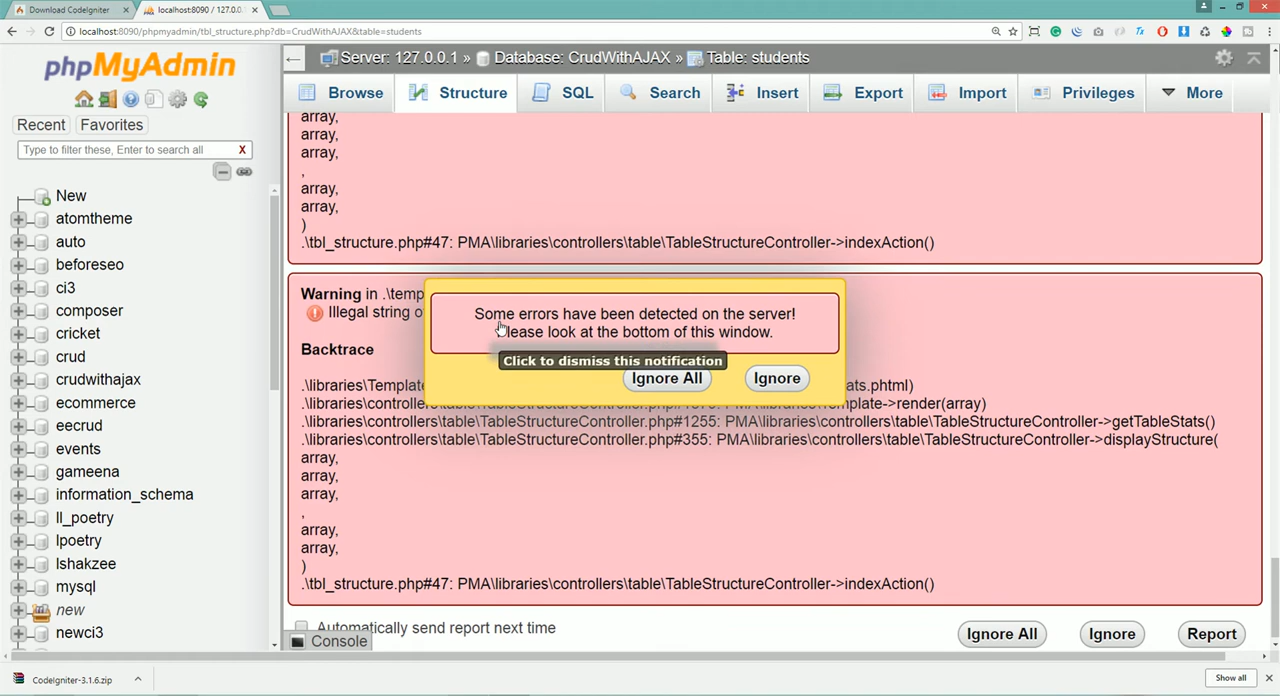 Download CodeIgniter
localhost:8090 / 127.0.0.
localhost:8090/phpmyadmin/tbl_structure.php?db=CrudWithAJAX&table=students
phpMyAdmin
Recent
Favorites
Type to filter these, Enter to search all
X
New
atomtheme
auto
beforeseo
ci3
composer
cricket
crud
crudwithajax
ecommerce
eecrud
events
gameena
information_schema
ll_poetry
lpoetry
lshakzee
mysql
new
newci3
Server: 127.0.0.1 » Database: CrudWithAJAX » Table: students
Browse
Structure
SQL
Search
Insert
Export
Import
Privileges
More
array,
array,
array,
,
array,
array,
)
.\tbl_structure.php#47: PMA\libraries\controllers\table\TableStructureController->indexAction()
Warning in .\temp
Illegal string o
Backtrace
Some errors have been detected on the server!
Please look at the bottom of this window.
Click to dismiss this notification
Ignore All
Ignore
.\libraries\Templat
ats.phtml)
.\libraries\controllers\table\TableStructureController.php
Template->render(array)
.\libraries\controllers\table\TableStructureController.php#1255: PMA\libraries\controllers\table\TableStructureController->getTableStats()
.\libraries\controllers\table\TableStructureController.php#355: PMA\libraries\controllers\table\TableStructureController->displayStructure(
array,
array,
array,
,
array,
array,
)
.\tbl_structure.php#47: PMA\libraries\controllers\table\TableStructureController->indexAction()
Automatically send report next time
Console
Ignore All
Ignore
Report
CodeIgniter-3.1.6.zip
Show all